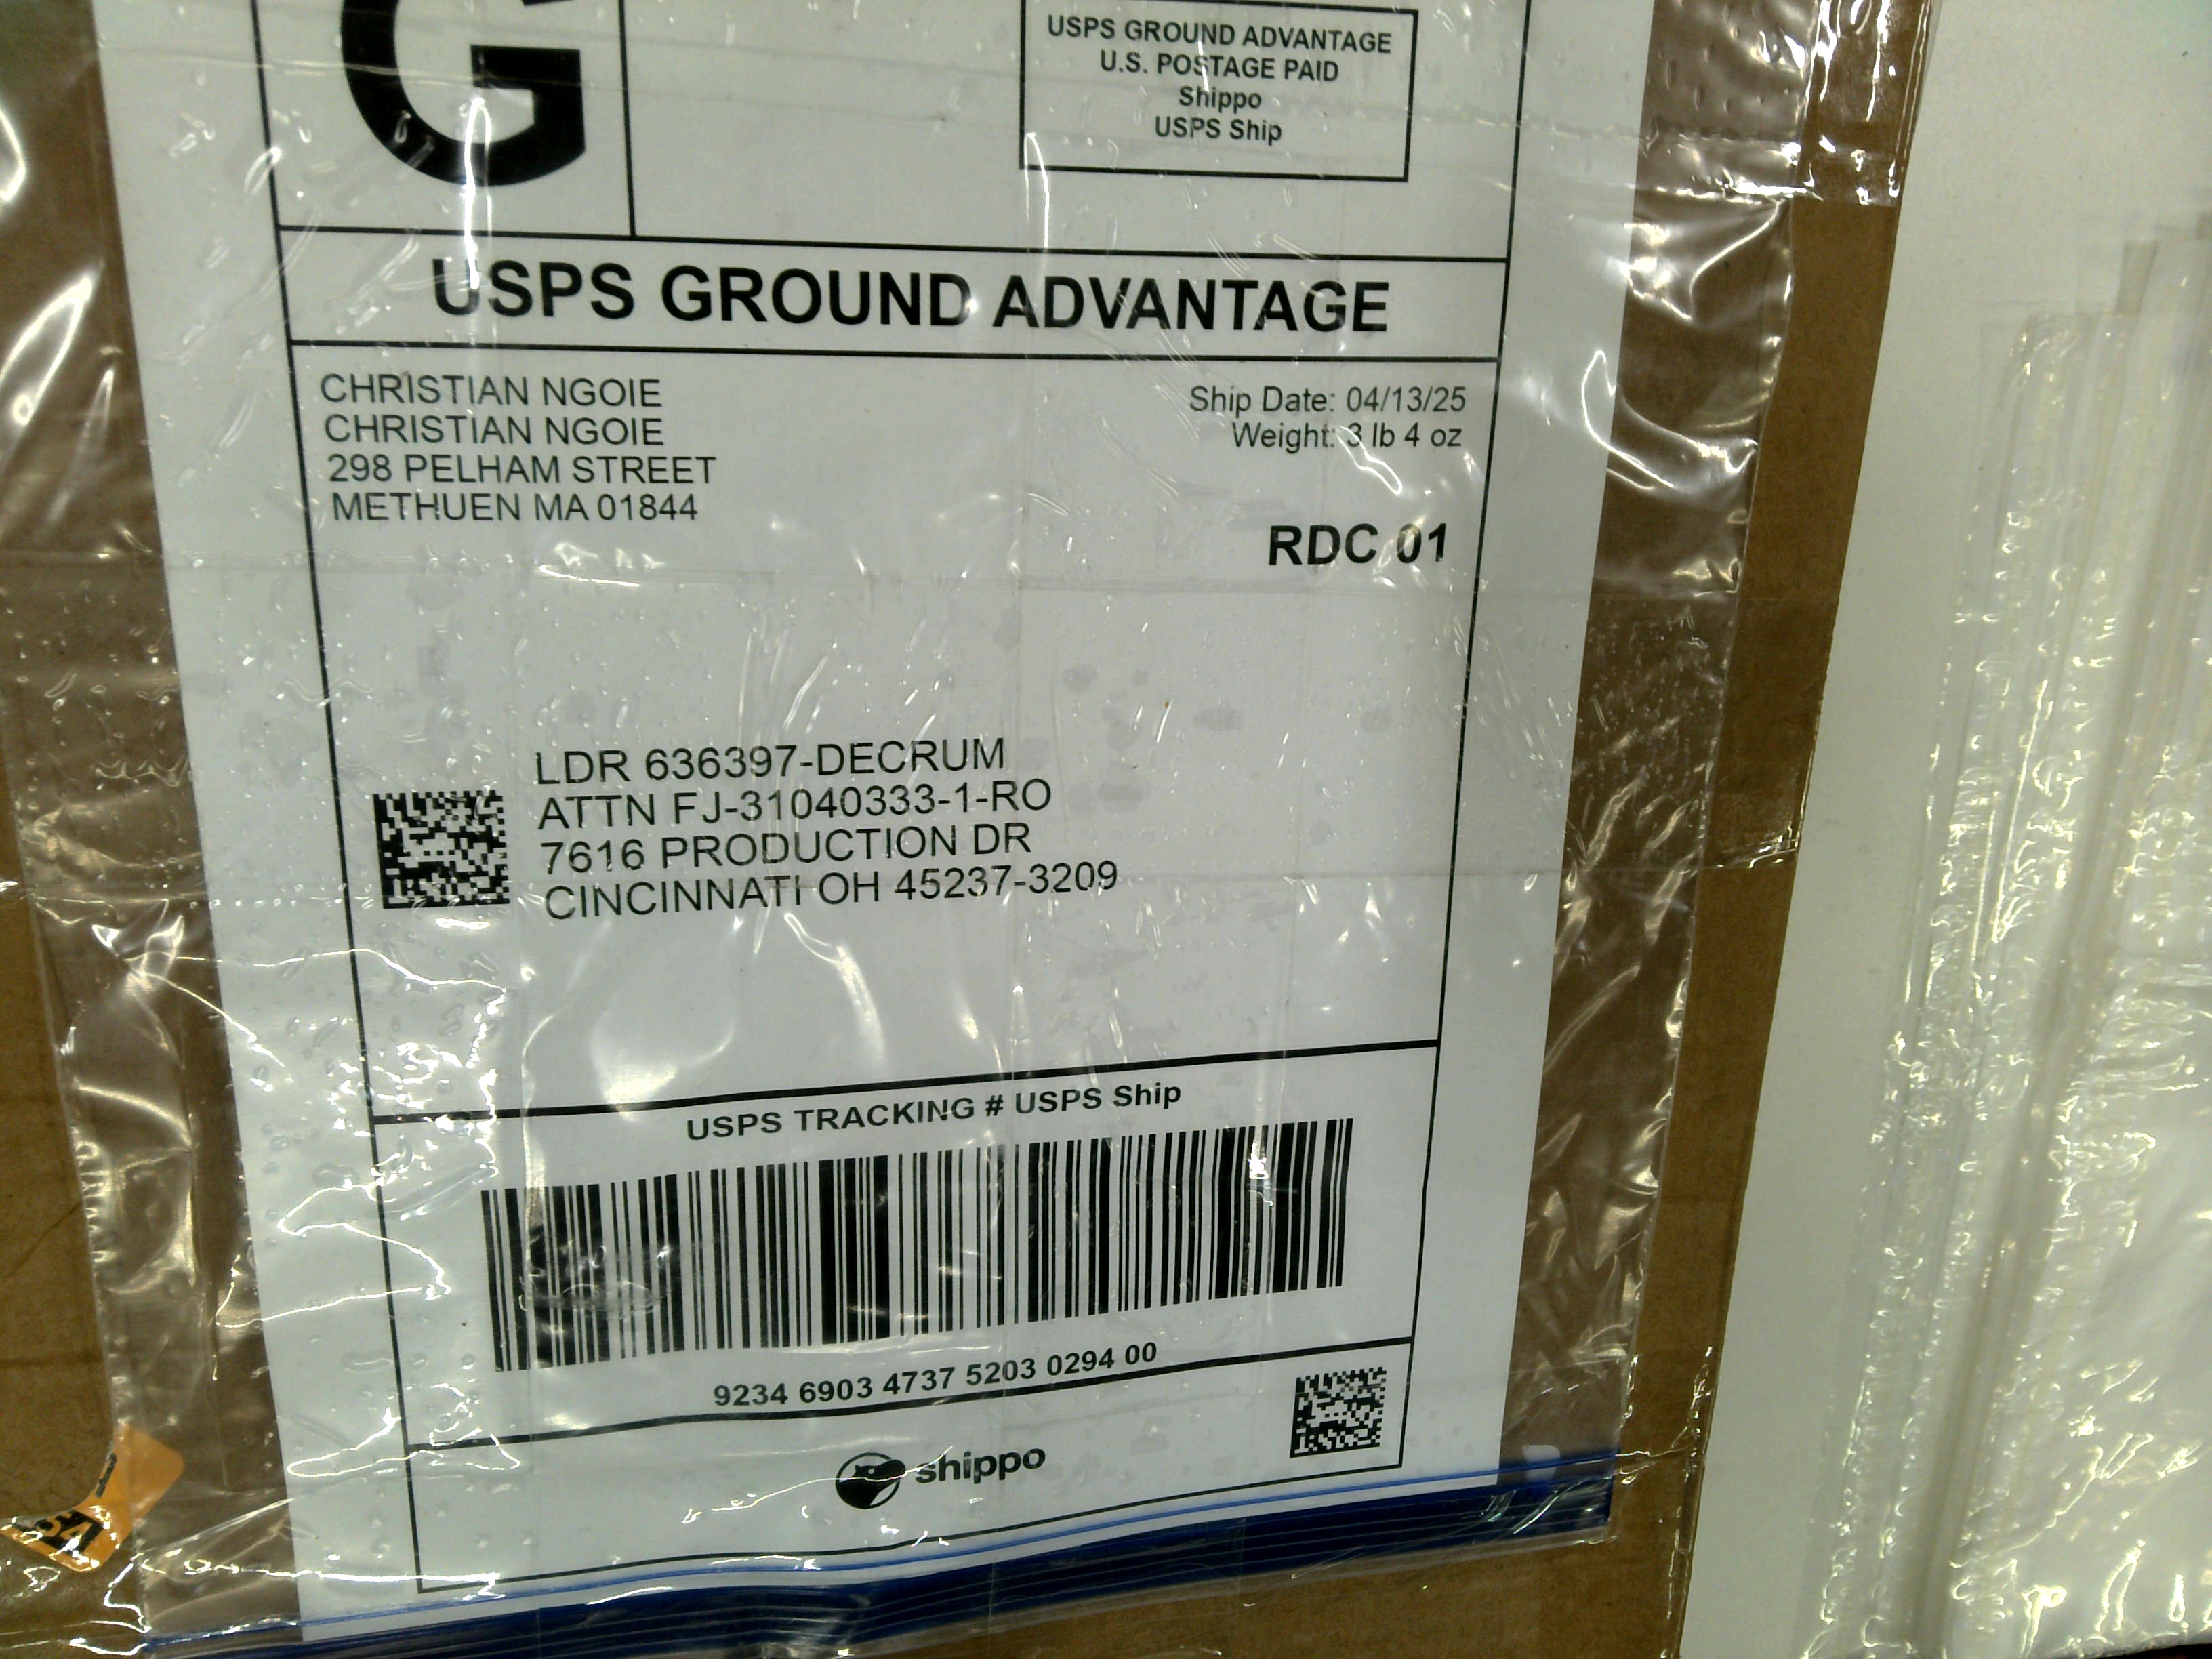 G
USPS GROUND ADVANTAGE
U.S. POSTAGE PAID
Shippo
USPS Ship
USPS GROUND ADVANTAGE
CHRISTIAN NGOIE
CHRISTIAN NGOIE
298 PELHAM STREET
METHUEN MA 01844
Ship Date: 04/13/25
Weight: 3 lb 4 oz
RDC 01
LDR 636397-DECRUM
ATTN FJ-31040333-1-RO
7616 PRODUCTION DR
CINCINNATI OH 45237-3209
USPS TRACKING # USPS Ship
9234 6903 4737 5203 0294 00
shippo